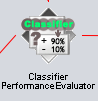 Classifier
+ 90%
- 10%
Classifier
PerformanceEvaluator